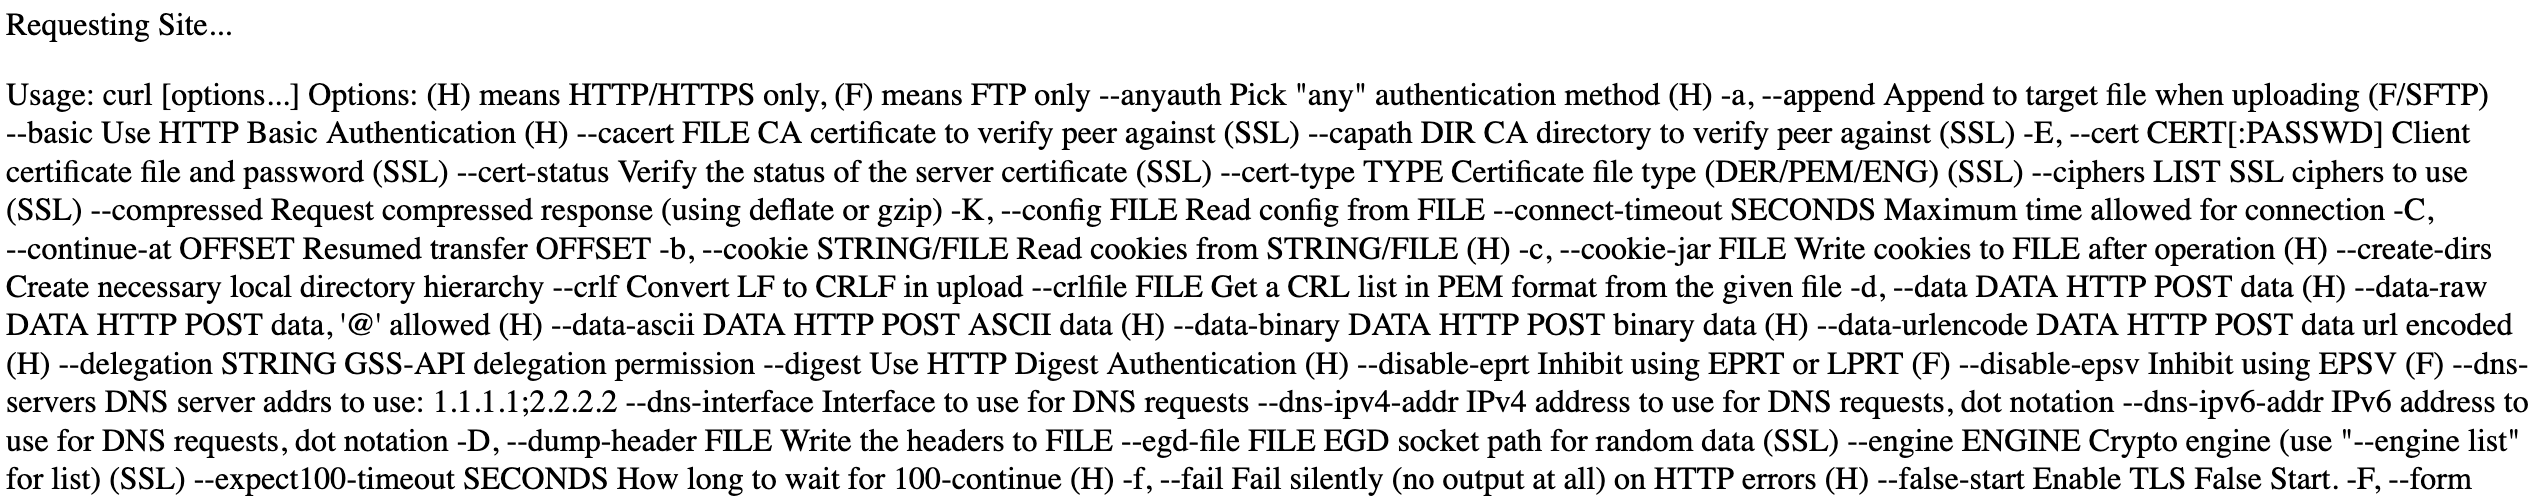 Requesting Site...
Usage: curl [options...] Options: (H) means HTTP/HTTPS only, (F) means FTP only --anyauth Pick "any" authentication method (H) -a, --append Append to target file when uploading (F/SFTP)
--basic Use HTTP Basic Authentication (H) --cacert FILE CA certificate to verify peer against (SSL) --capath DIR CA directory to verify peer against (SSL) -E, --cert CERT[:PASSWD] Client
certificate file and password (SSL) --cert-status Verify the status of the server certificate (SSL) --cert-type TYPE Certificate file type (DER/PEM/ENG) (SSL) --ciphers LIST SSL ciphers to use
(SSL) --compressed Request compressed response (using deflate or gzip) -K, --config FILE Read config from FILE --connect-timeout SECONDS Maximum time allowed for connection -C,
--continue-at OFFSET Resumed transfer OFFSET -b, --cookie STRING/FILE Read cookies from STRING/FILE (H) -c, --cookie-jar FILE Write cookies to FILE after operation (H) --create-dirs
Create necessary local directory hierarchy --crlf Convert LF to CRLF in upload --crlfile FILE Get a CRL list in PEM format from the given file -d, --data DATA HTTP POST data (H) --data-raw
DATA HTTP POST data, '@' allowed (H) --data-ascii DATA HTTP POST ASCII data (H) --data-binary DATA HTTP POST binary data (H) --data-urlencode DATA HTTP POST data url encoded
(H) --delegation STRING GSS-API delegation permission --digest Use HTTP Digest Authentication (H) --disable-eprt Inhibit using EPRT or LPRT (F) --disable-epsv Inhibit using EPSV (F) --dns-
servers DNS server addrs to use: 1.1.1.1;2.2.2.2 --dns-interface Interface to use for DNS requests --dns-ipv4-addr IPv4 address to use for DNS requests, dot notation --dns-ipv6-addr IPv6 address to
use for DNS requests, dot notation -D, --dump-header FILE Write the headers to FILE --egd-file FILE EGD socket path for random data (SSL) --engine ENGINE Crypto engine (use "--engine list"
for list) (SSL) --expect100-timeout SECONDS How long to wait for 100-continue (H) -f, --fail Fail silently (no output at all) on HTTP errors (H) --false-start Enable TLS False Start. -F, --form